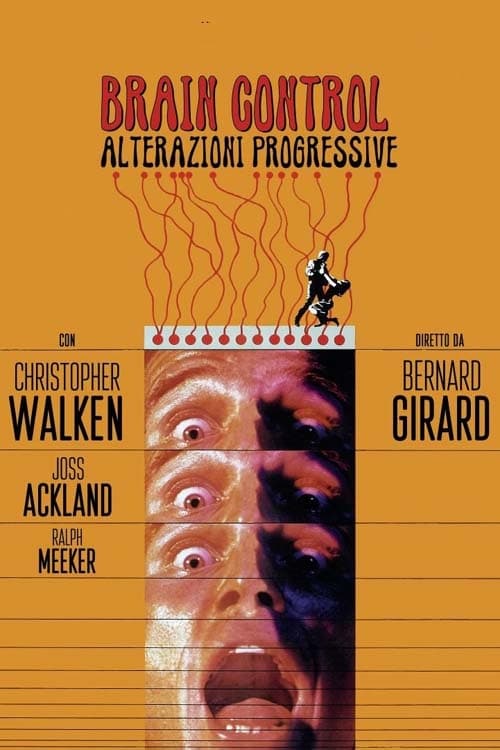 BRAIN CONTROL
ALTERAZIONI PROGRESSIVE
CON
CHRISTOPHER
WALKEN
JOSS
ACKLAND
RALPH
MEEKER
DIRETTO DA
BERNARD
GIRARD